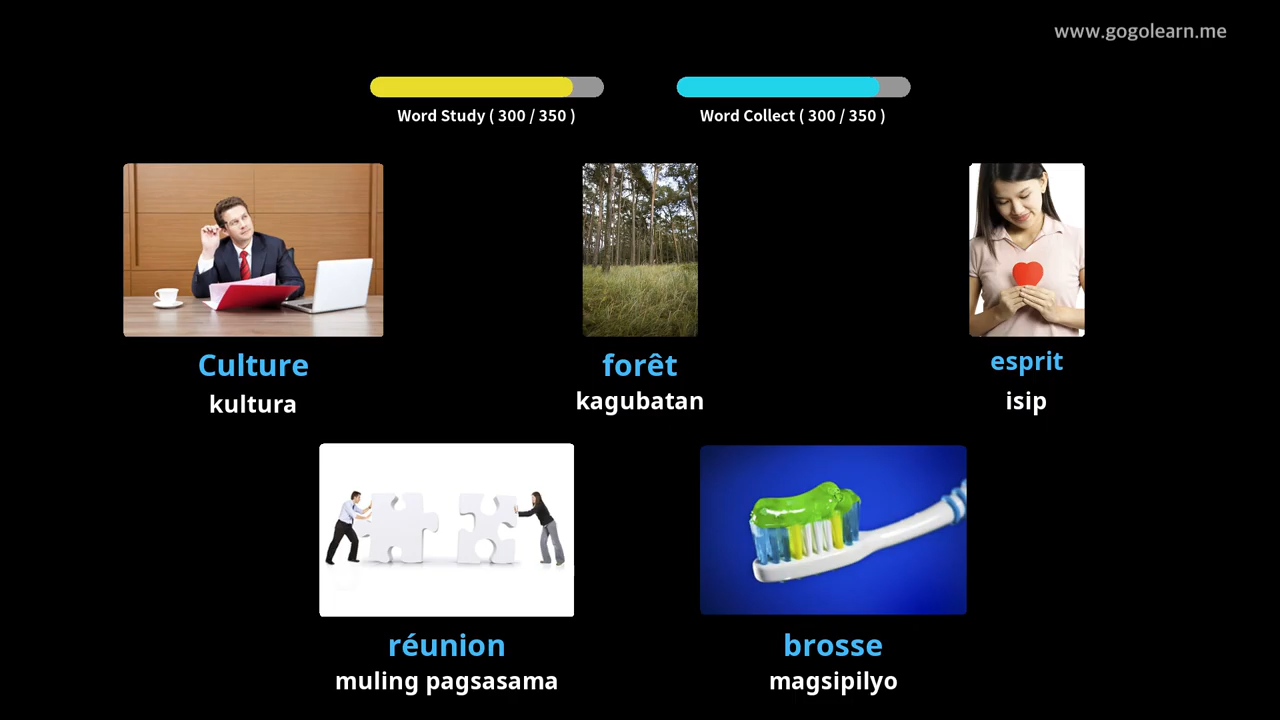 www.gogolearn.me
Word Study ( 300 / 350 )
Word Collect ( 300 / 350 )
Culture
kultura
forêt
kagubatan
esprit
isip
réunion
muling pagsasama
brosse
magsipilyo